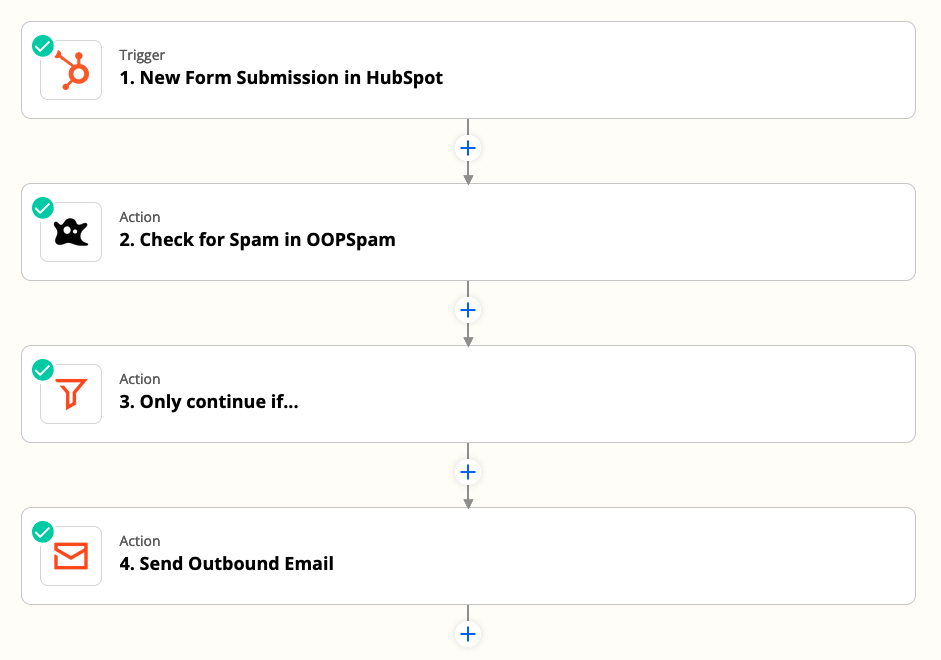 Trigger
1. New Form Submission in HubSpot
Action
2. Check for Spam in OOPSpam
Action
3. Only continue if...
Action
4. Send Outbound Email